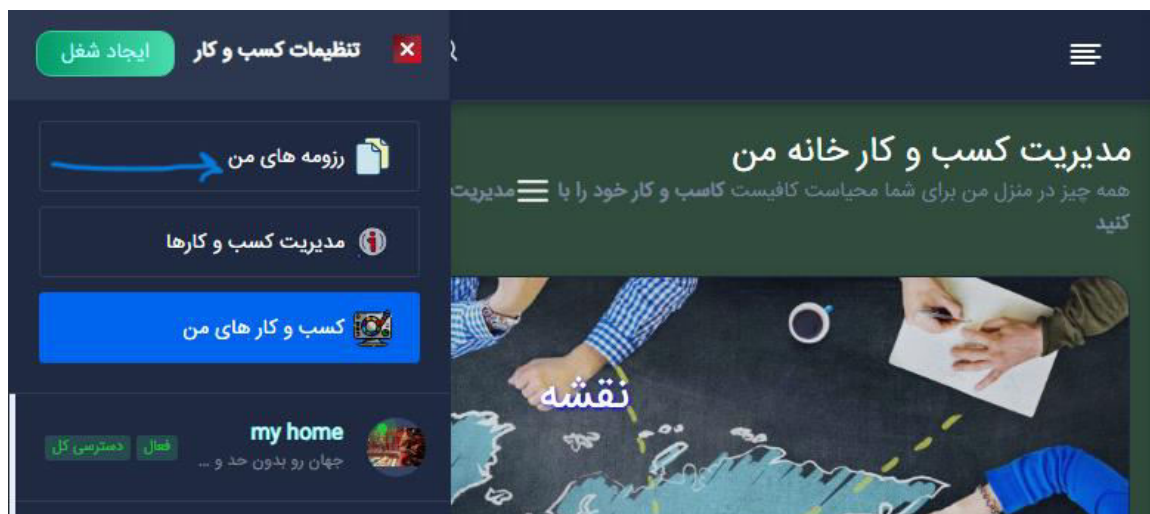 تنظیمات کسب و کار
ایجاد شغل
رزومه های من
مدیریت کسب و کارها
کسب و کار های من
my home
جهان رو بدون حد و ...
فعال
دسترسی کل
مدیریت کسب و کار خانه من
همه چیز در منزل من برای شما محیاست کافیست کاسب و کار خود را با مدیریت
کنید
نقشه